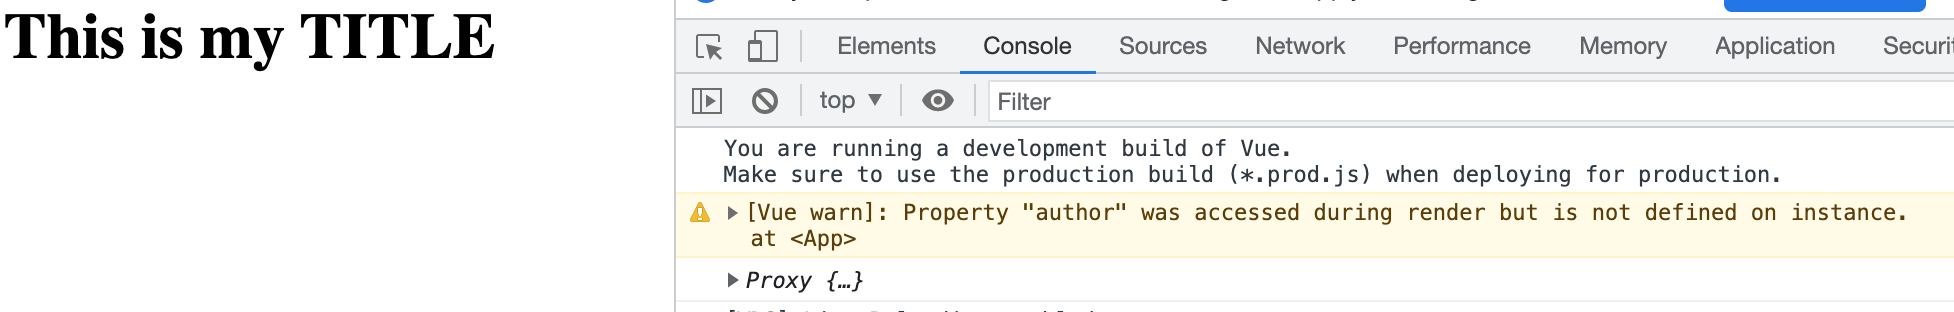 This is my TITLE
Elements Console Sources Network Performance Memory Application
top Filter
You are running a development build of Vue.
Make sure to use the production build (*.prod.js) when deploying for production.
[Vue warn]: Property "author" was accessed during render but is not defined on instance.
at <App>
Proxy {…}